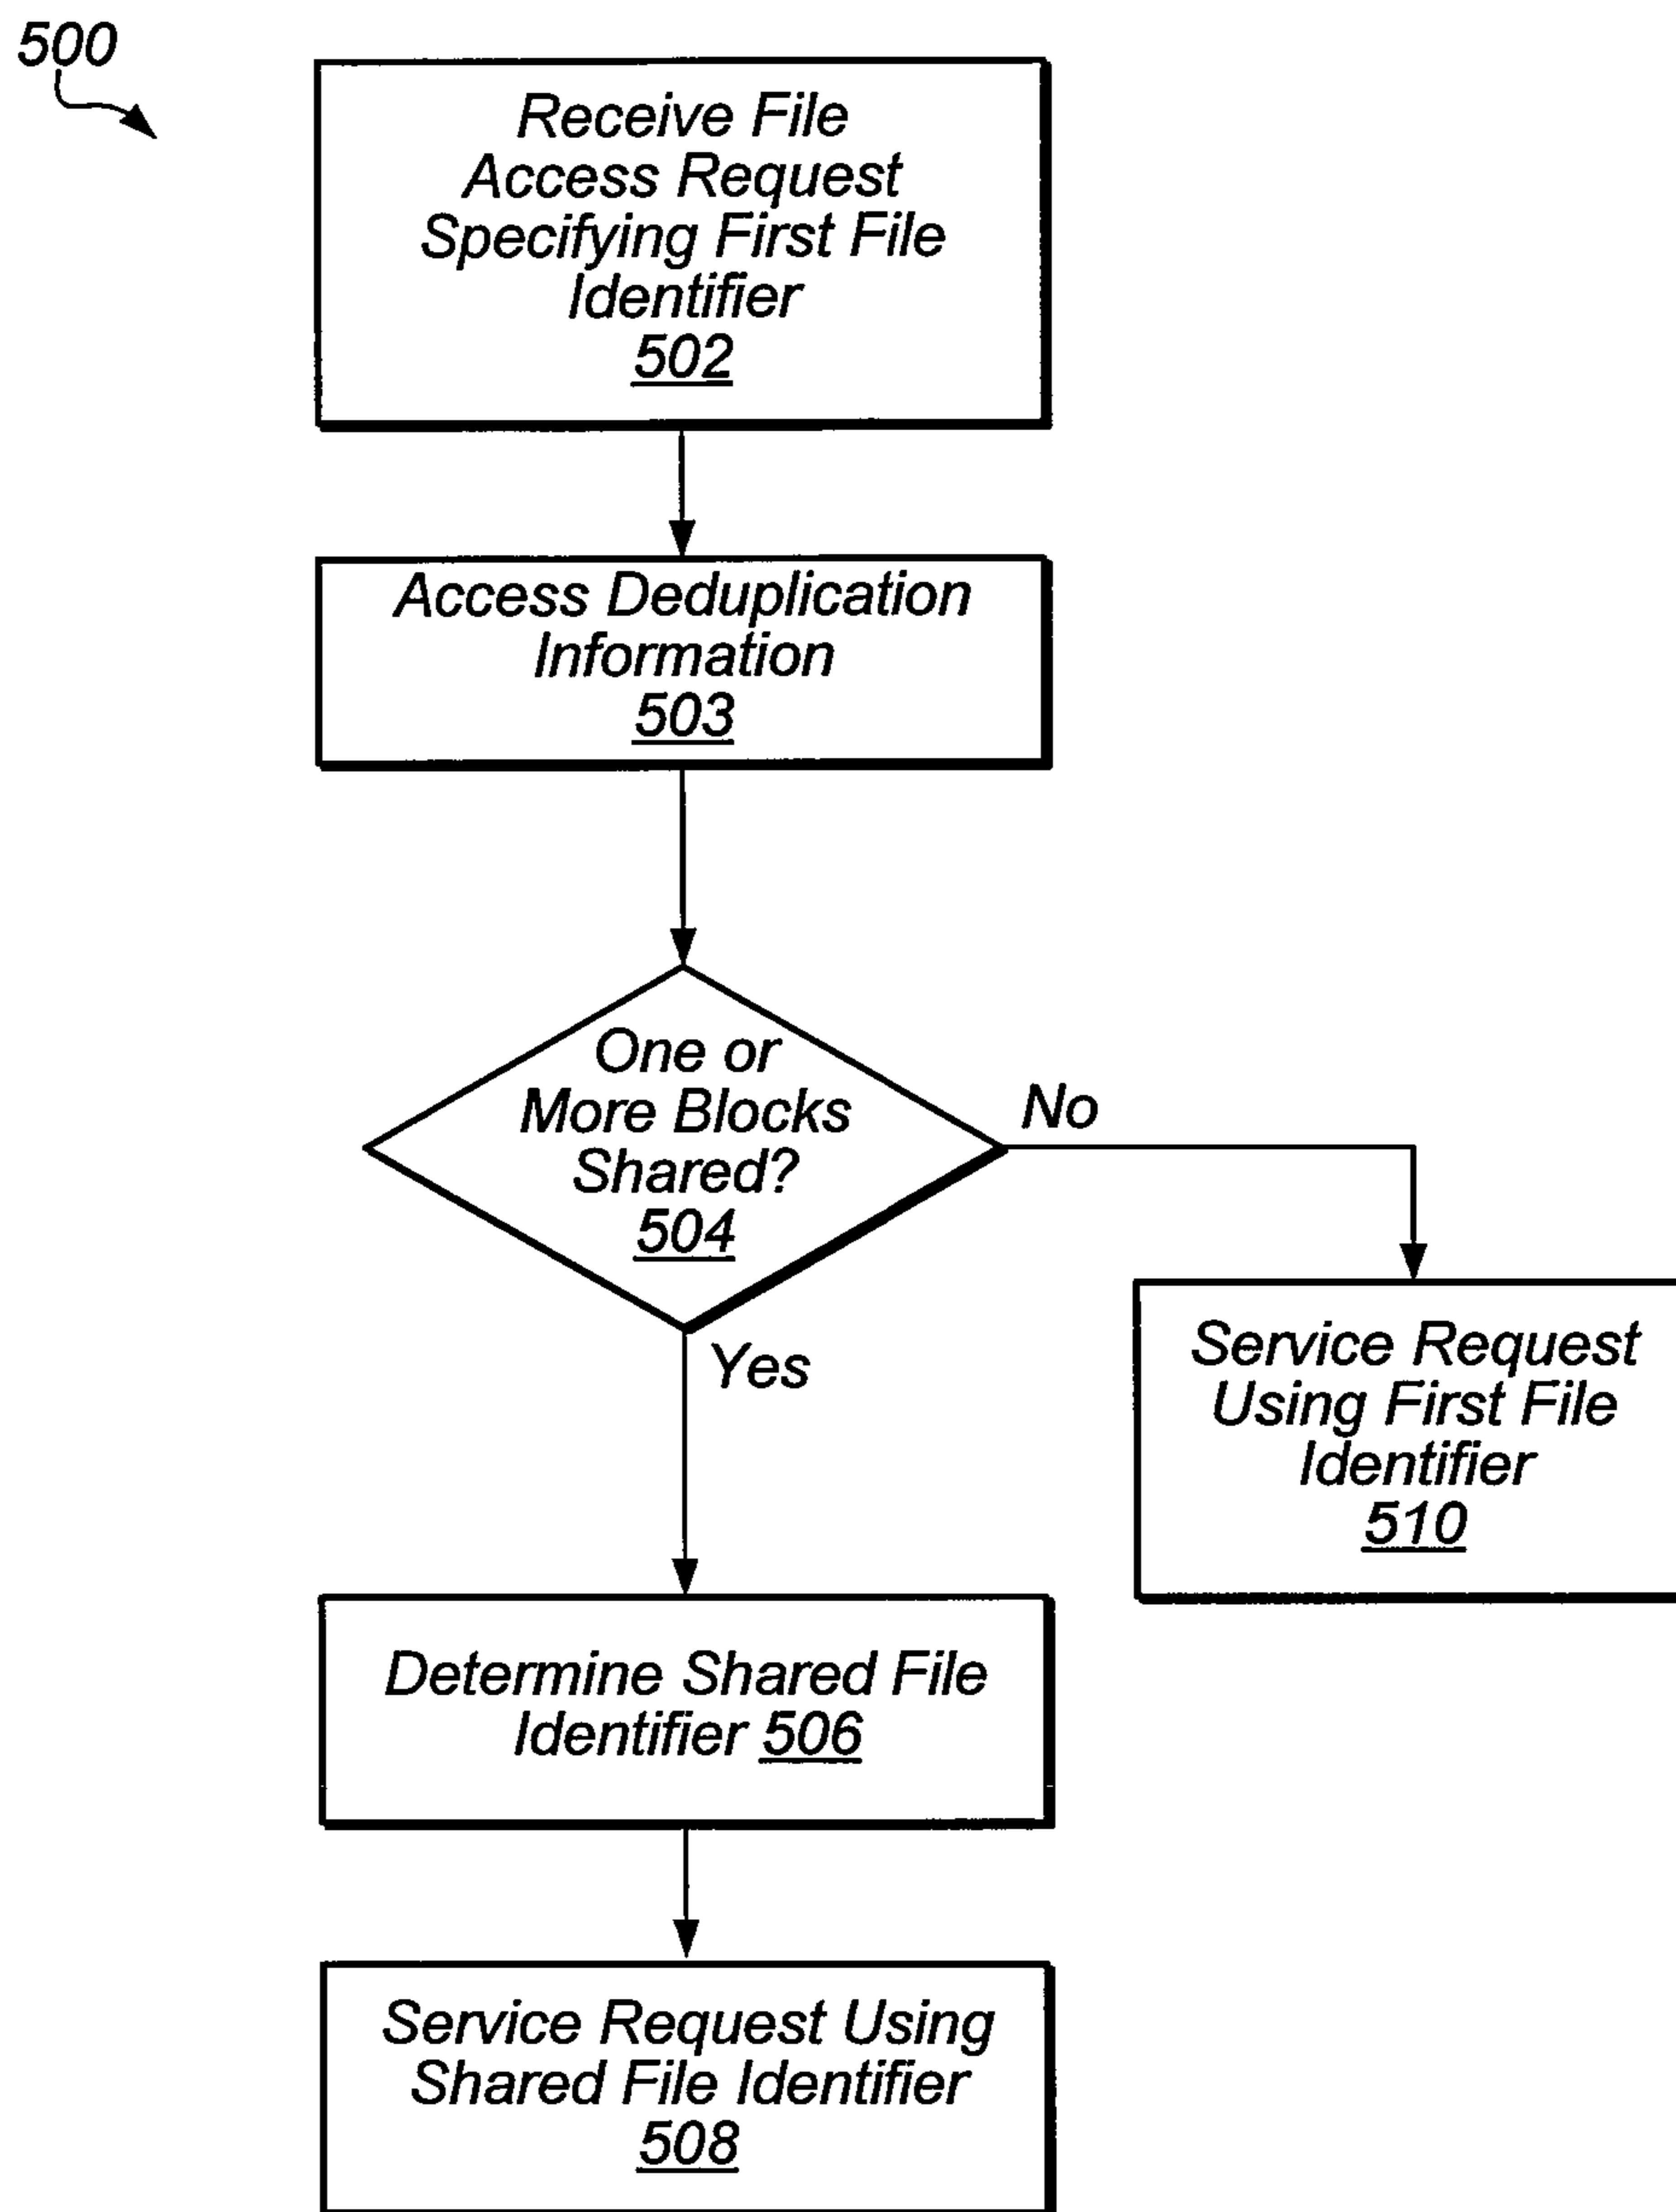 500
Receive File
Access Request
Specifying First File
Identifier
502
Access Deduplication
Information
503
One or
More Blocks
Shared?
504
No
Yes
Service Request
Using First File
Identifier
510
Determine Shared File
Identifier 506
Service Request Using
Shared File Identifier
508